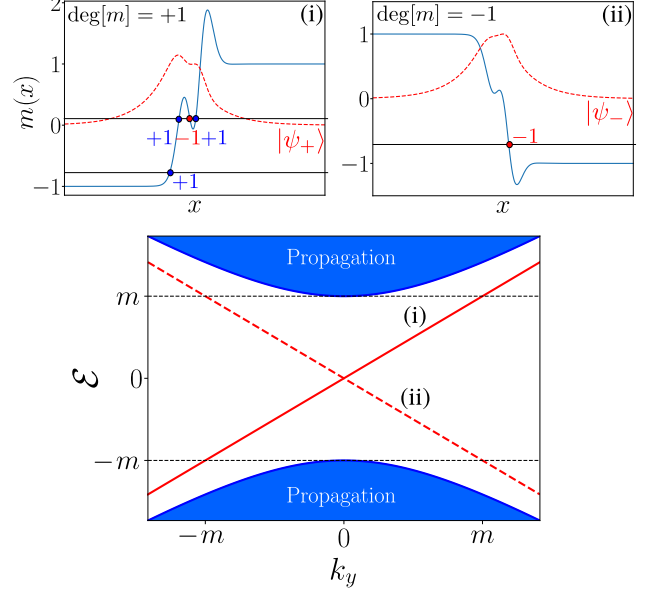 deg[m] = +1 (i)
2
1
0
−1
m(x)
+1 −1 +1
+1
|ψ₊⟩
x
deg[m] = −1 (ii)
1
0
−1
−1
|ψ₋⟩
x
Propagation
m
(i)
0
(ii)
−m
Propagation
ℰ
−m 0 m
k_y